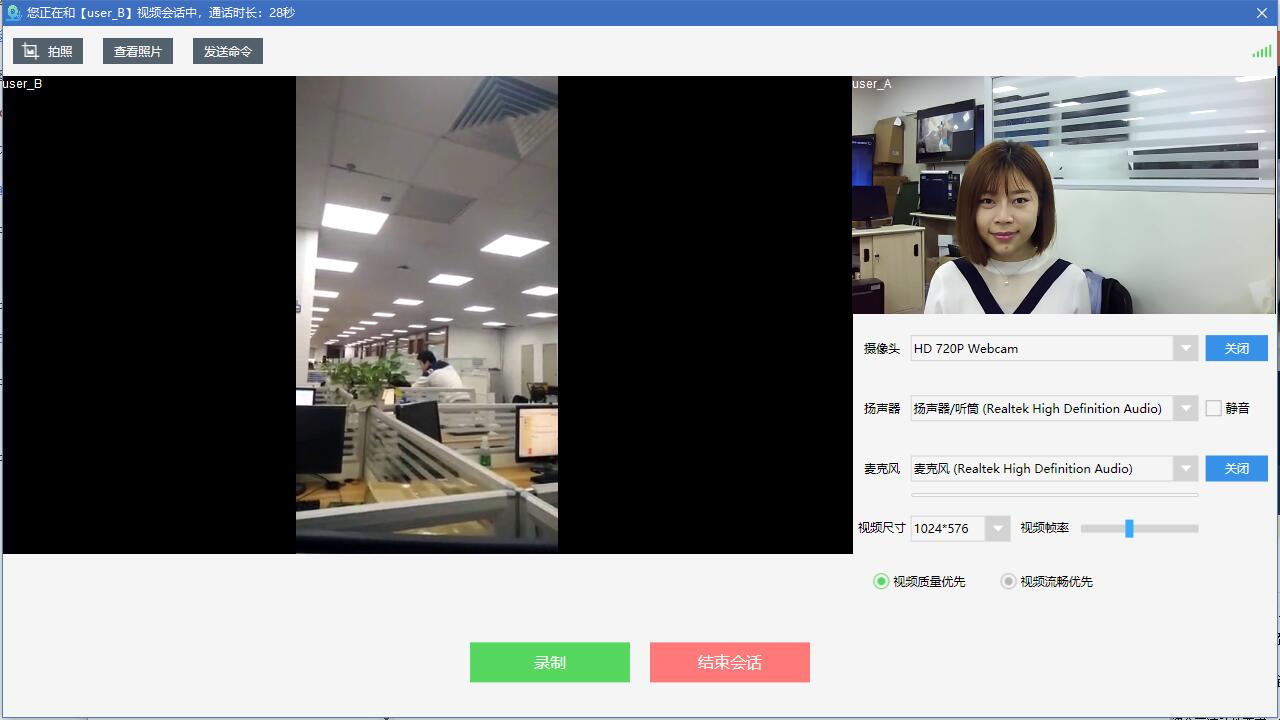 您正在和【user_B】视频会话中，通话时长：28秒
拍照 查看照片 发送命令
user_B
user_A
摄像头 HD 720P Webcam 关闭
扬声器 扬声器/听筒 (Realtek High Definition Audio) 静音
麦克风 麦克风 (Realtek High Definition Audio) 关闭
视频尺寸 1024*576 视频帧率
视频质量优先 视频流畅优先
录制 结束会话